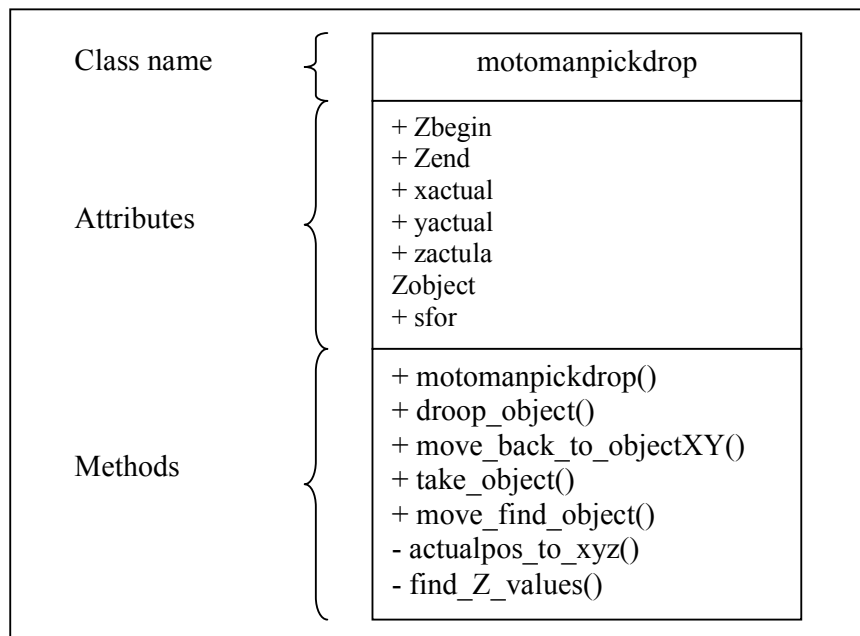 Class name
motomanpickdrop
Attributes
+ Zbegin
+ Zend
+ xactual
+ yactual
+ zactula
Zobject
+ sfor
Methods
+ motomanpickdrop()
+ droop_object()
+ move_back_to_objectXY()
+ take_object()
+ move_find_object()
- actualpos_to_xyz()
- find_Z_values()